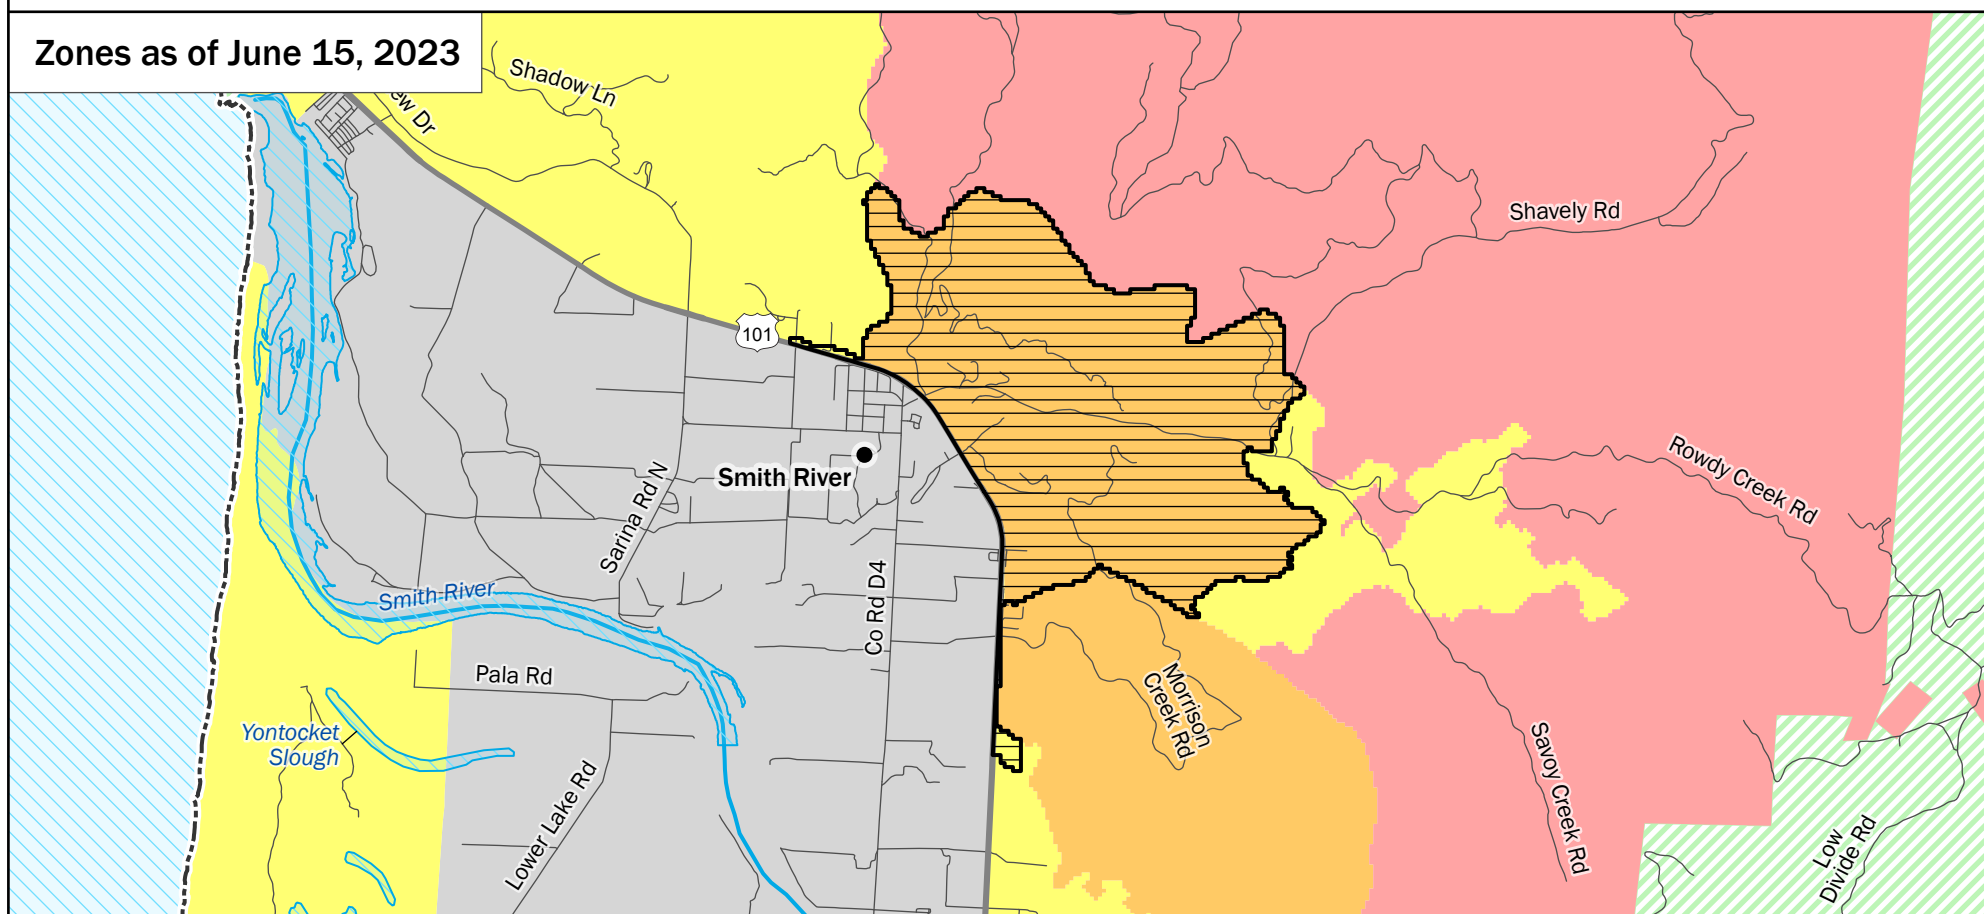 Zones as of June 15, 2023
Shadow Ln
ew Dr
Shavely Rd
101
Rowdy Creek Rd
Smith River
Sarina Rd N
Smith River
Co Rd D4
Pala Rd
Morrison
Creek Rd
Yontocket
Slough
Savoy Creek Rd
Lower Lake Rd
Low
Divide Rd